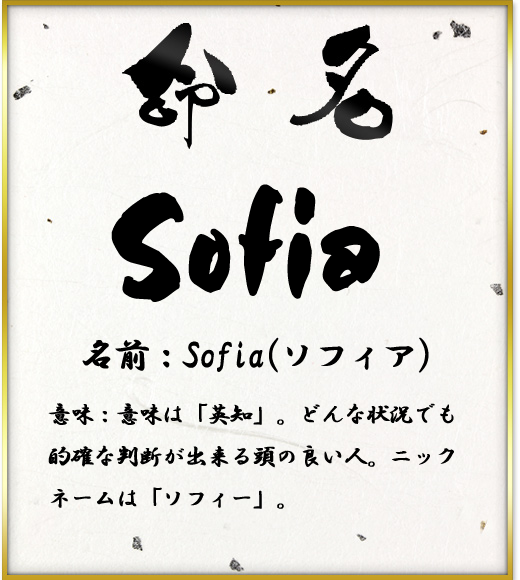 命名
Sofia
名前：Sofia(ソフィア)
意味：意味は「英知」。どんな状況でも
的確な判断が出来る頭の良い人。ニック
ネームは「ソフィー」。